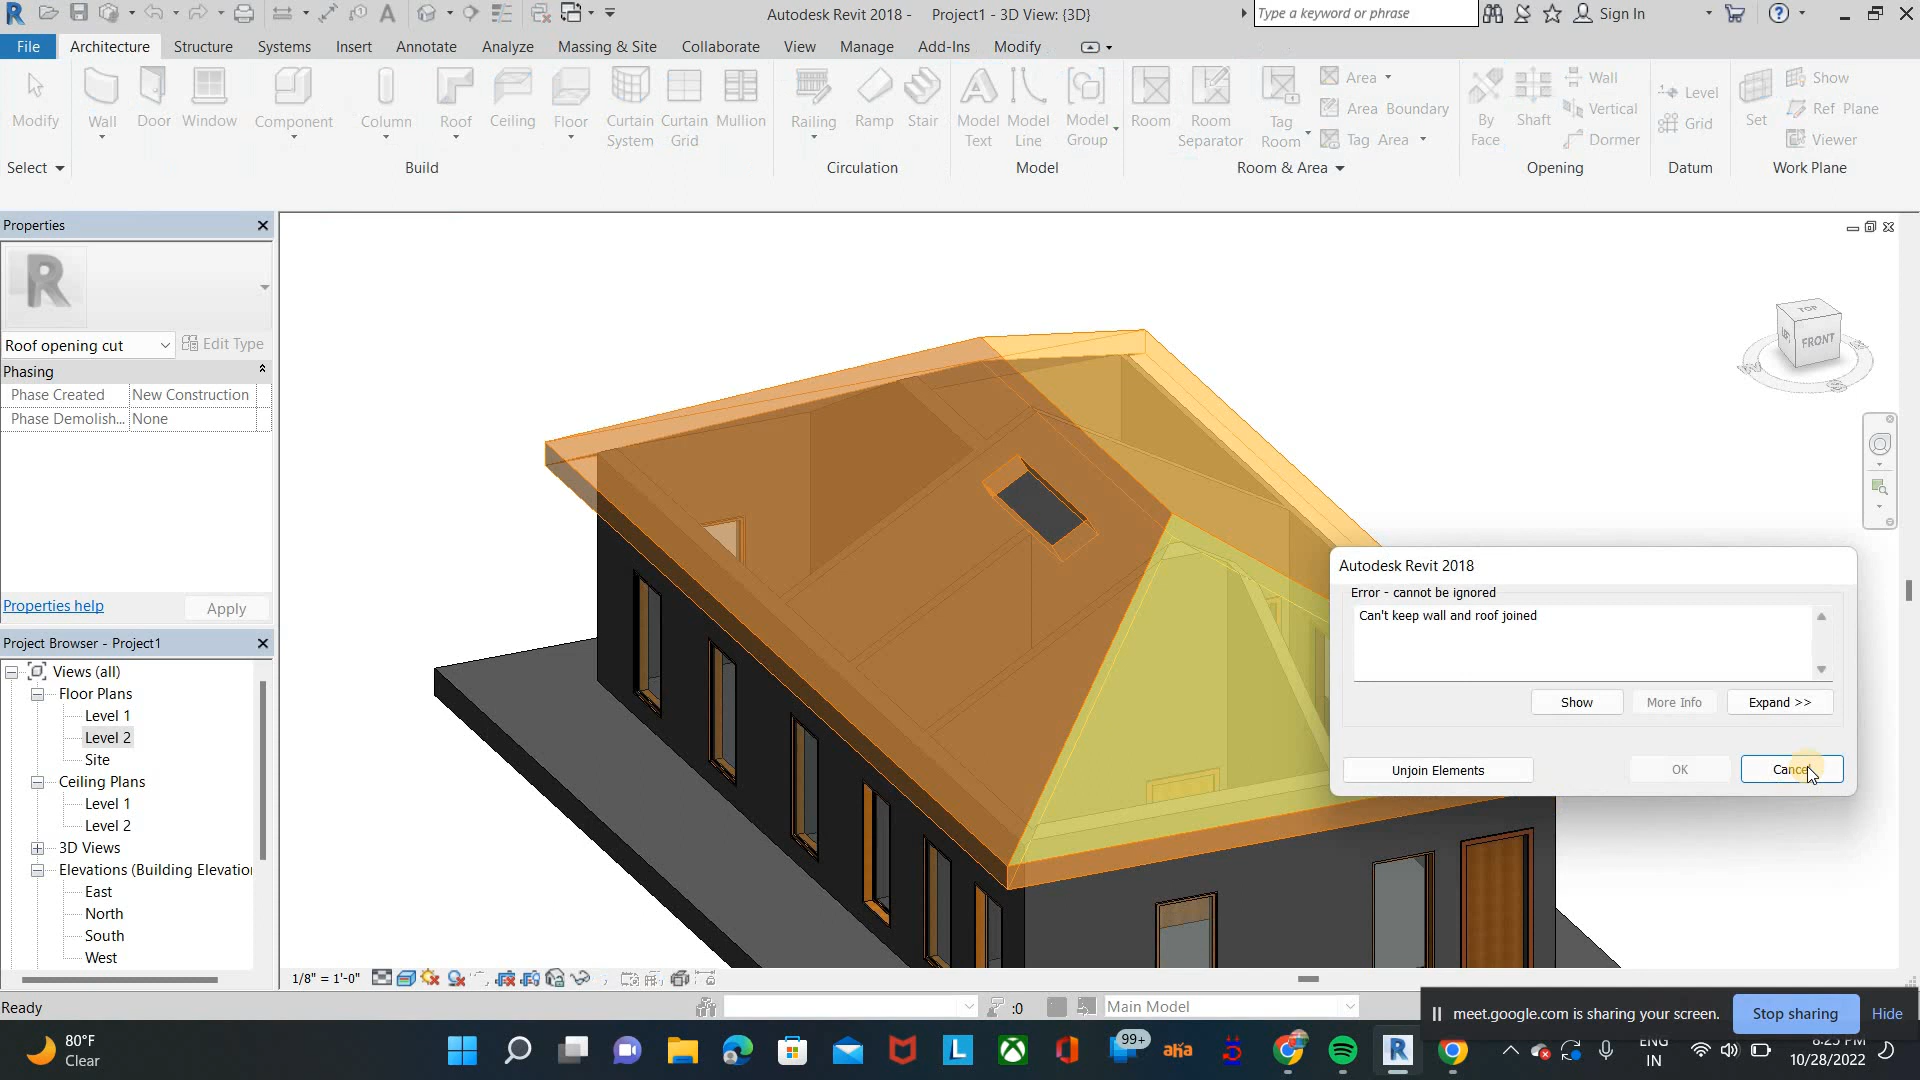 Autodesk Revit 2018 -    Project1 - 3D View: {3D}
Type a keyword or phrase
Sign In
File Architecture Structure Systems Insert Annotate Analyze Massing & Site Collaborate View Manage Add-Ins Modify
Area
Wall
Show
Level
Area Boundary
Vertical
Ref Plane
Modify Wall Door Window Component Column Roof Ceiling Floor Curtain System Curtain Grid Mullion Railing Ramp Stair Model Text Model Line Model Group Room Room Separator Tag Room By Face Shaft Grid Set
Tag Area
Dormer
Viewer
Select Build Circulation Model Room & Area Opening Datum Work Plane
Properties
R
Roof opening cut
Edit Type
Phasing
Phase Created New Construction
Phase Demolish... None
Properties help
Apply
Project Browser - Project1
Views (all)
Floor Plans
Level 1
Level 2
Site
Ceiling Plans
Level 1
Level 2
3D Views
Elevations (Building Elevatio
East
North
South
West
TOP
FRONT
Autodesk Revit 2018
Error - cannot be ignored
Can't keep wall and roof joined
Show
More Info
Expand >>
Unjoin Elements
OK
Cancel
1/8" = 1'-0"
Ready
:0
Main Model
meet.google.com is sharing your screen.
Stop sharing
Hide
80°F
Clear
99+
aha
ENG
IN
8:25 PM
10/28/2022